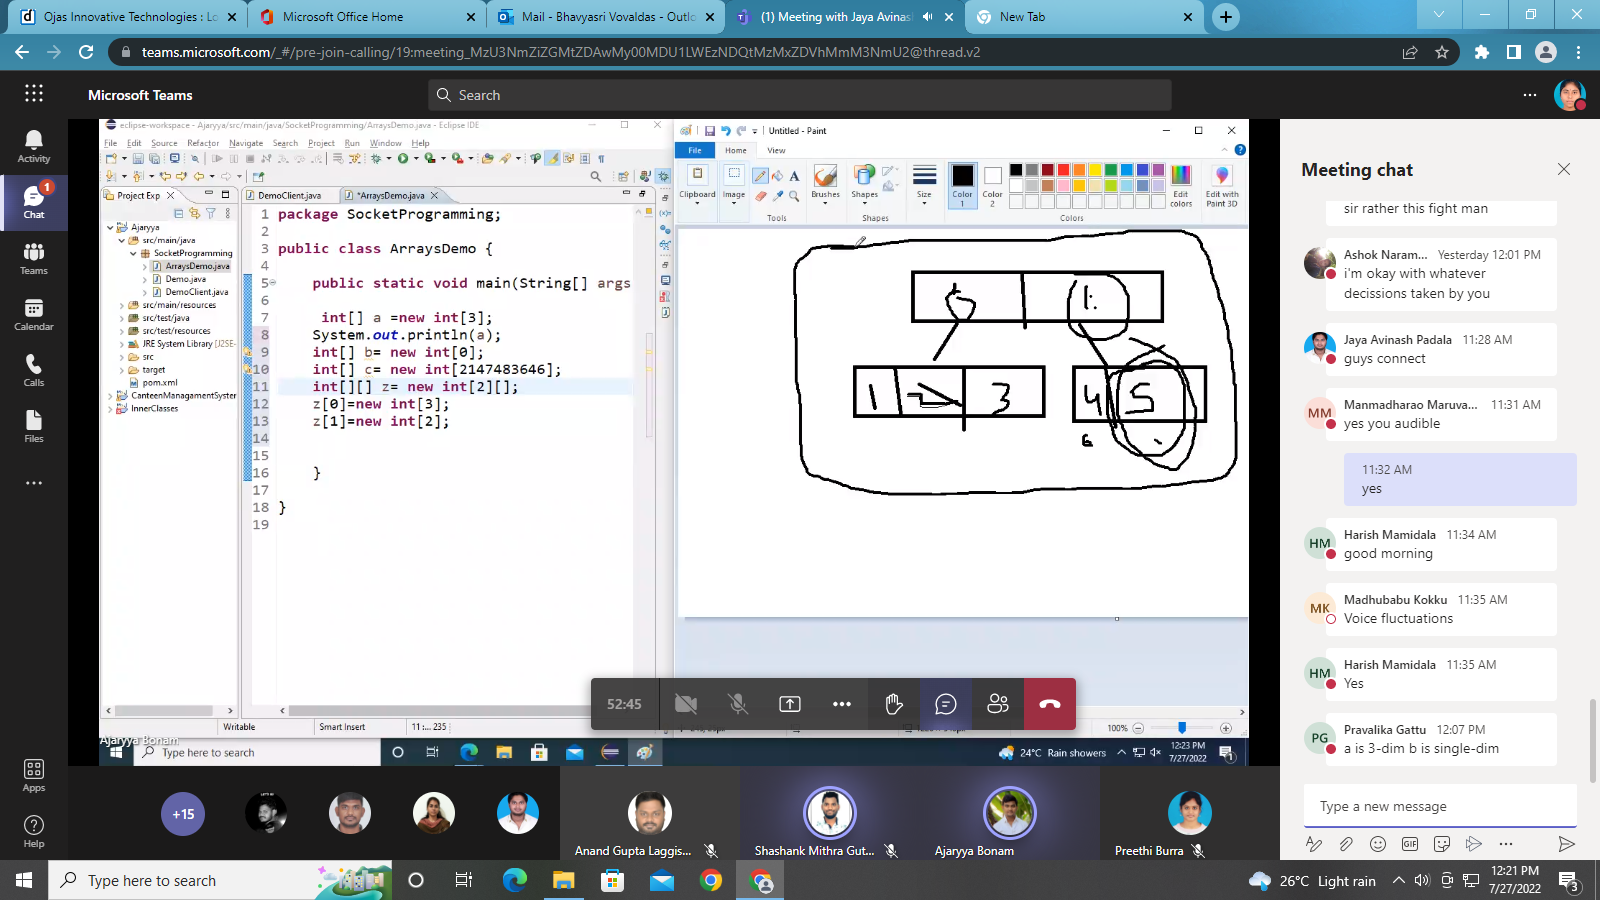 Ojas Innovative Technologies : Lo
Microsoft Office Home
Mail - Bhavyasri Vovaldas - Outlo
(1) Meeting with Jaya Avinash
New Tab
teams.microsoft.com/_#/pre-join-calling/19:meeting_MzU3NmZiZGMtZDAwMy00MDU1LWEzNDQtMzMxZDVhMmM3NmU2@thread.v2
Microsoft Teams
Search
Activity
1
Chat
Teams
Calendar
Calls
Files
Apps
Help
eclipse-workspace - Ajaryya/src/main/java/SocketProgramming/ArraysDemo.java - Eclipse IDE
File Edit Source Refactor Navigate Search Project Run Window Help
Project Exp
DemoClient.java
*ArraysDemo.java
Ajaryya
src/main/java
SocketProgramming
ArraysDemo.java
Demo.java
DemoClient.java
src/main/resources
src/test/java
src/test/resources
JRE System Library [J2SE-
src
target
pom.xml
CanteenManagamentSysten
InnerClasses
1 package SocketProgramming;
2
3 public class ArraysDemo {
4
5 public static void main(String[] args
6
7 int[] a =new int[3];
8 System.out.println(a);
9 int[] b= new int[0];
10 int[] c= new int[2147483646];
11 int[][] z= new int[2][];
12 z[0]=new int[3];
13 z[1]=new int[2];
14
15
16 }
17
18 }
19
Writable
Smart Insert
11 :... 235
Untitled - Paint
File
Home
View
Clipboard
Image
Tools
Brushes
Shapes
Shapes
Size
Color 1
Color 2
Colors
Edit colors
Edit with Paint 3D
1
3
4
5
100%
52:45
Ajaryya Bonam
Type here to search
24°C Rain showers
12:23 PM
7/27/2022
1
+15
Anand Gupta Laggis...
Shashank Mithra Gut...
Ajaryya Bonam
Preethi Burra
Meeting chat
sir rather this fight man
Ashok Naram... Yesterday 12:01 PM
i'm okay with whatever
decissions taken by you
Jaya Avinash Padala 11:28 AM
guys connect
MM
Manmadharao Maruva... 11:31 AM
yes you audible
11:32 AM
yes
HM
Harish Mamidala 11:34 AM
good morning
MK
Madhubabu Kokku 11:35 AM
Voice fluctuations
HM
Harish Mamidala 11:35 AM
Yes
PG
Pravalika Gattu 12:07 PM
a is 3-dim b is single-dim
Type a new message
GIF
Type here to search
26°C Light rain
12:21 PM
7/27/2022
3